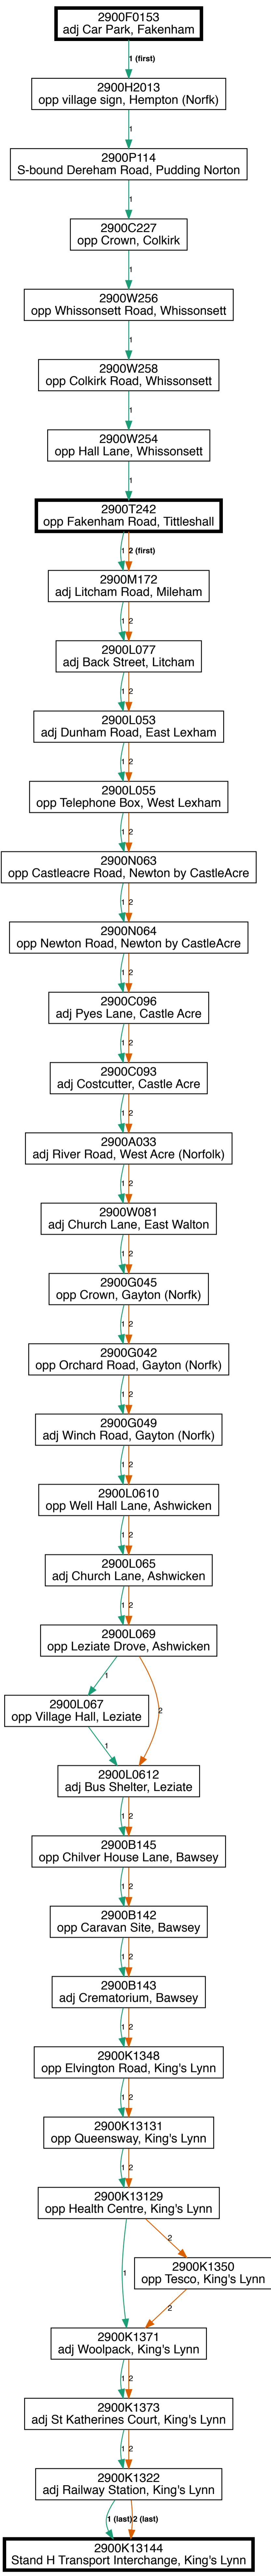 2900F0153
adj Car Park, Fakenham
1 (first)
2900H2013
opp village sign, Hempton (Norfk)
1
2900P114
S-bound Dereham Road, Pudding Norton
1
2900C227
opp Crown, Colkirk
1
2900W256
opp Whissonsett Road, Whissonsett
1
2900W258
opp Colkirk Road, Whissonsett
1
2900W254
opp Hall Lane, Whissonsett
1
2900T242
opp Fakenham Road, Tittleshall
1 2 (first)
2900M172
adj Litcham Road, Mileham
1 2
2900L077
adj Back Street, Litcham
1 2
2900L053
adj Dunham Road, East Lexham
1 2
2900L055
opp Telephone Box, West Lexham
1 2
2900N063
opp Castleacre Road, Newton by CastleAcre
1 2
2900N064
opp Newton Road, Newton by CastleAcre
1 2
2900C096
adj Pyes Lane, Castle Acre
1 2
2900C093
adj Costcutter, Castle Acre
1 2
2900A033
adj River Road, West Acre (Norfolk)
1 2
2900W081
adj Church Lane, East Walton
1 2
2900G045
opp Crown, Gayton (Norfk)
1 2
2900G042
opp Orchard Road, Gayton (Norfk)
1 2
2900G049
adj Winch Road, Gayton (Norfk)
1 2
2900L0610
opp Well Hall Lane, Ashwicken
1 2
2900L065
adj Church Lane, Ashwicken
1 2
2900L069
opp Leziate Drove, Ashwicken
1
2900L067
opp Village Hall, Leziate
2
1
2900L0612
adj Bus Shelter, Leziate
1 2
2900B145
opp Chilver House Lane, Bawsey
1 2
2900B142
opp Caravan Site, Bawsey
1 2
2900B143
adj Crematorium, Bawsey
1 2
2900K1348
opp Elvington Road, King's Lynn
1 2
2900K13131
opp Queensway, King's Lynn
1 2
2900K13129
opp Health Centre, King's Lynn
2
2900K1350
opp Tesco, King's Lynn
1
2
2900K1371
adj Woolpack, King's Lynn
1 2
2900K1373
adj St Katherines Court, King's Lynn
1 2
2900K1322
adj Railway Station, King's Lynn
1 (last) 2 (last)
2900K13144
Stand H Transport Interchange, King's Lynn